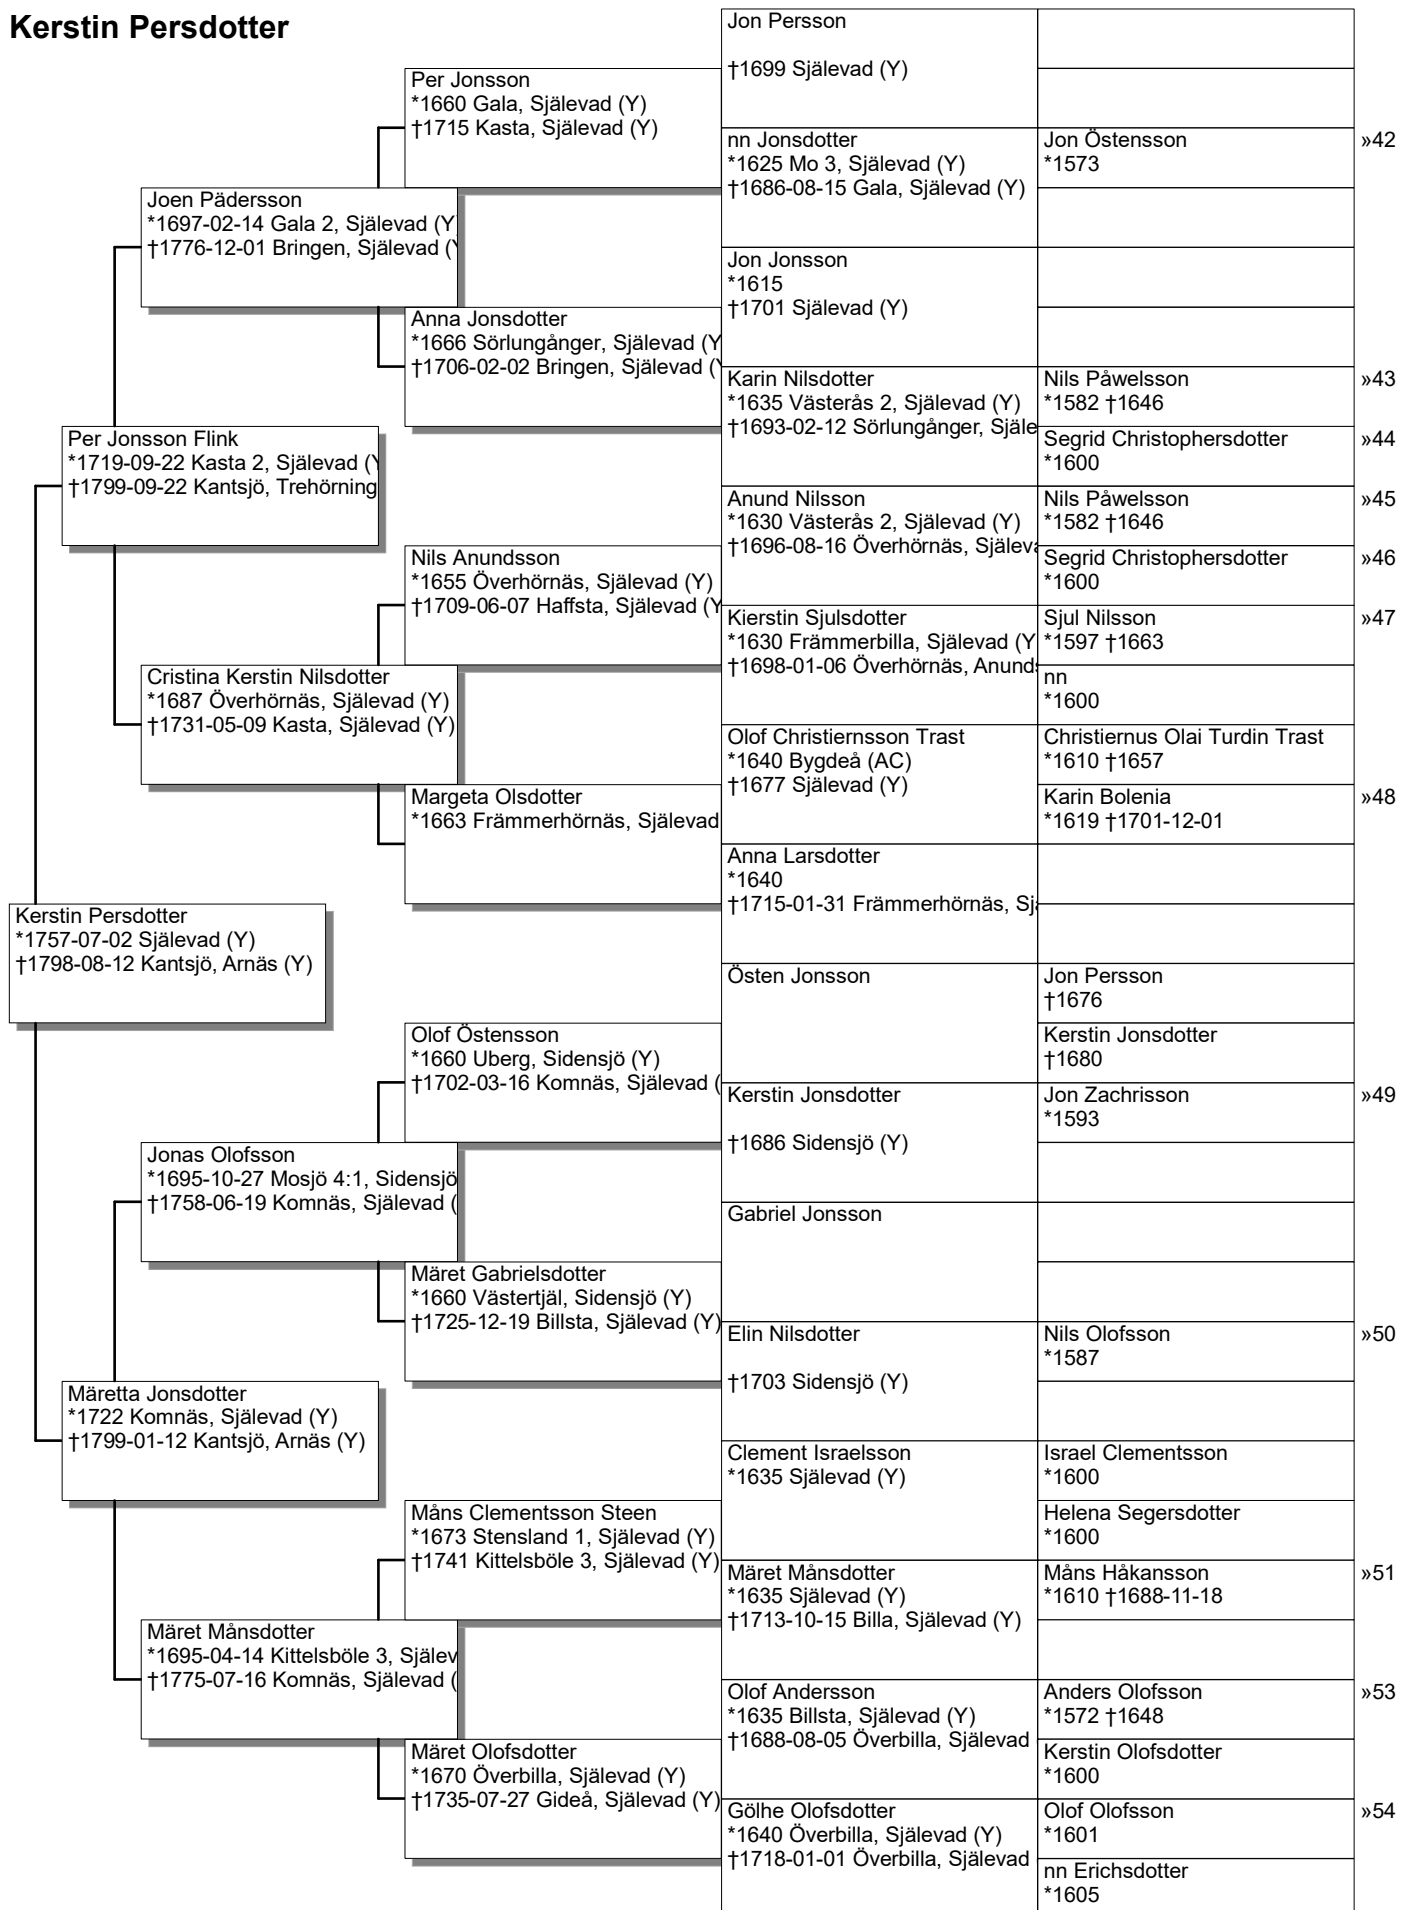 Kerstin Persdotter
Kerstin Persdotter
*1757-07-02 Själevad (Y)
†1798-08-12 Kantsjö, Arnäs (Y)
Per Jonsson Flink
*1719-09-22 Kasta 2, Själevad (Y
†1799-09-22 Kantsjö, Trehörning
Märetta Jonsdotter
*1722 Komnäs, Själevad (Y)
†1799-01-12 Kantsjö, Arnäs (Y)
Joen Pädersson
*1697-02-14 Gala 2, Själevad (Y
†1776-12-01 Bringen, Själevad (Y
Cristina Kerstin Nilsdotter
*1687 Överhörnäs, Själevad (Y)
†1731-05-09 Kasta, Själevad (Y)
Jonas Olofsson
*1695-10-27 Mosjö 4:1, Sidensjö
†1758-06-19 Komnäs, Själevad (
Märet Månsdotter
*1695-04-14 Kittelsböle 3, Själev
†1775-07-16 Komnäs, Själevad (
Per Jonsson
*1660 Gala, Själevad (Y)
†1715 Kasta, Själevad (Y)
Anna Jonsdotter
*1666 Sörlungånger, Själevad (Y
†1706-02-02 Bringen, Själevad (Y
Nils Anundsson
*1655 Överhörnäs, Själevad (Y)
†1709-06-07 Haffsta, Själevad (Y
Margeta Olsdotter
*1663 Främmerhörnäs, Själevad
Olof Östensson
*1660 Uberg, Sidensjö (Y)
†1702-03-16 Komnäs, Själevad (
Märet Gabrielsdotter
*1660 Västertjäl, Sidensjö (Y)
†1725-12-19 Billsta, Själevad (Y)
Måns Clementsson Steen
*1673 Stensland 1, Själevad (Y)
†1741 Kittelsböle 3, Själevad (Y)
Märet Olofsdotter
*1670 Överbilla, Själevad (Y)
†1735-07-27 Gideå, Själevad (Y)
Jon Persson
†1699 Själevad (Y)
nn Jonsdotter
*1625 Mo 3, Själevad (Y)
†1686-08-15 Gala, Själevad (Y)
Jon Jonsson
*1615
†1701 Själevad (Y)
Karin Nilsdotter
*1635 Västerås 2, Själevad (Y)
†1693-02-12 Sörlungånger, Själe
Anund Nilsson
*1630 Västerås 2, Själevad (Y)
†1696-08-16 Överhörnäs, Själeva
Kierstin Sjulsdotter
*1630 Främmerbilla, Själevad (Y
†1698-01-06 Överhörnäs, Anunds
Olof Christiernsson Trast
*1640 Bygdeå (AC)
†1677 Själevad (Y)
Anna Larsdotter
*1640
†1715-01-31 Främmerhörnäs, Sjä
Östen Jonsson
Kerstin Jonsdotter
†1686 Sidensjö (Y)
Gabriel Jonsson
Elin Nilsdotter
†1703 Sidensjö (Y)
Clement Israelsson
*1635 Själevad (Y)
Märet Månsdotter
*1635 Själevad (Y)
†1713-10-15 Billa, Själevad (Y)
Olof Andersson
*1635 Billsta, Själevad (Y)
†1688-08-05 Överbilla, Själevad
Gölhe Olofsdotter
*1640 Överbilla, Själevad (Y)
†1718-01-01 Överbilla, Själevad
Jon Östensson
*1573
»42
Nils Påwelsson
*1582 †1646
»43
Segrid Christophersdotter
*1600
»44
Nils Påwelsson
*1582 †1646
»45
Segrid Christophersdotter
*1600
»46
Sjul Nilsson
*1597 †1663
»47
nn
*1600
Christiernus Olai Turdin Trast
*1610 †1657
Karin Bolenia
*1619 †1701-12-01
»48
Jon Persson
†1676
Kerstin Jonsdotter
†1680
Jon Zachrisson
*1593
»49
Nils Olofsson
*1587
»50
Israel Clementsson
*1600
Helena Segersdotter
*1600
Måns Håkansson
*1610 †1688-11-18
»51
Anders Olofsson
*1572 †1648
»53
Kerstin Olofsdotter
*1600
Olof Olofsson
*1601
»54
nn Erichsdotter
*1605